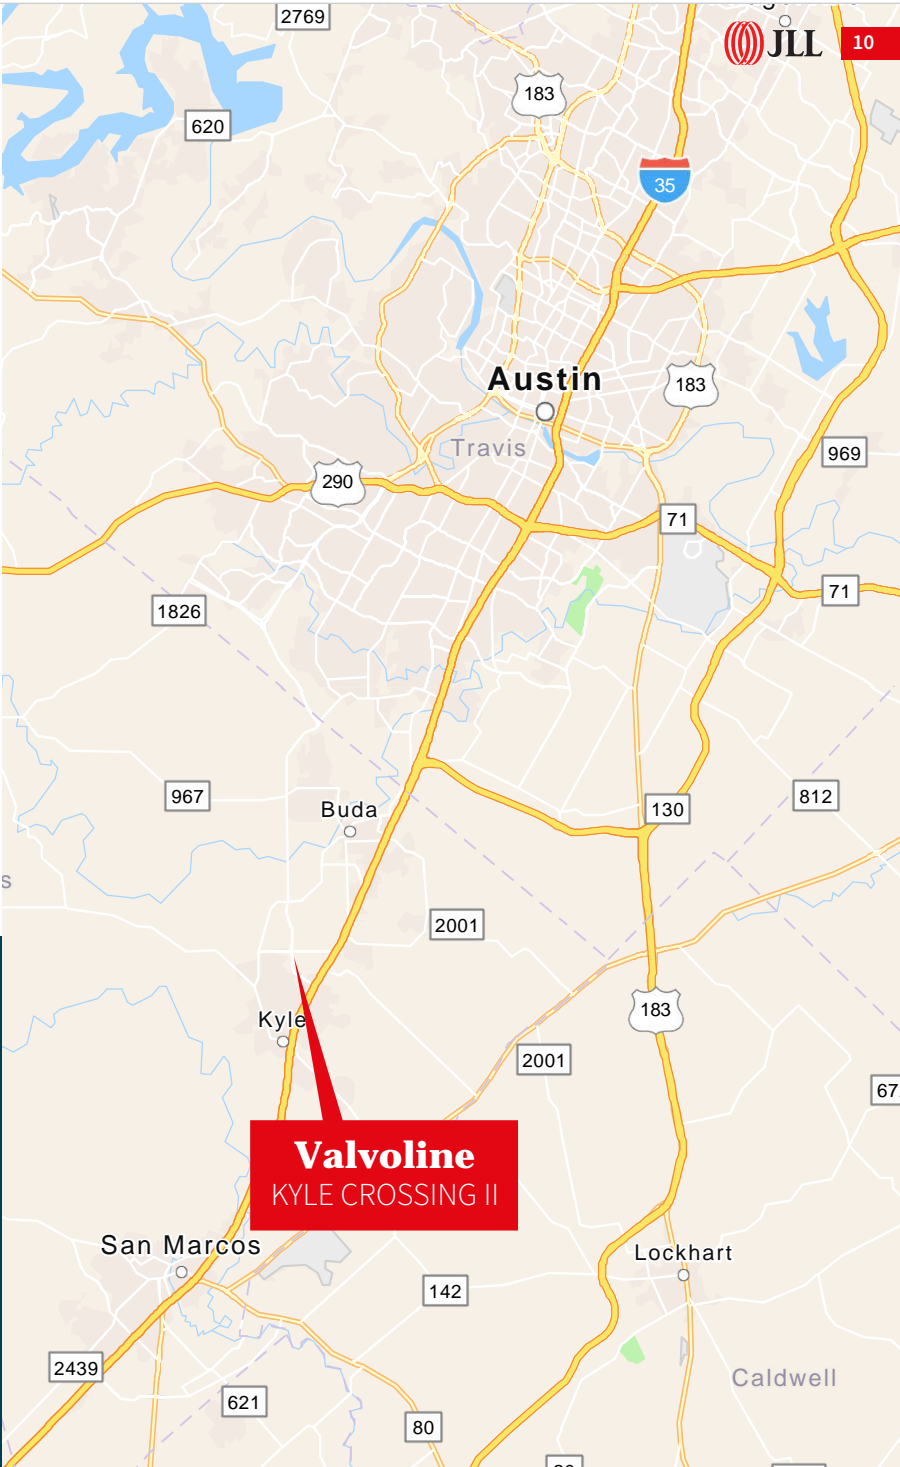 2769
JLL
10
183
620
35
Austin
183
Travis
969
290
71
71
1826
967
130
812
Buda
2001
183
Kyle
2001
Valvoline
KYLE CROSSING II
San Marcos
Lockhart
142
2439
Caldwell
621
80